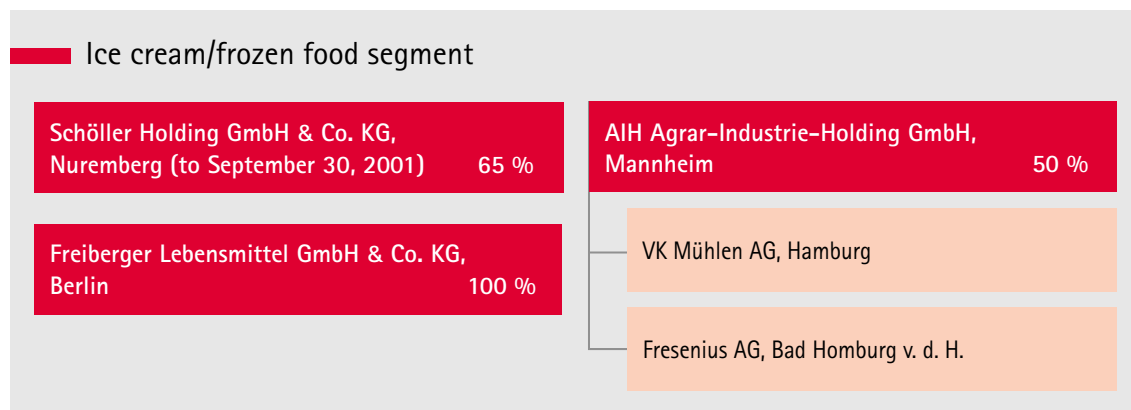 Ice cream/frozen food segment
Schöller Holding GmbH & Co. KG,
Nuremberg (to September 30, 2001) 65 %
Freiberger Lebensmittel GmbH & Co. KG,
Berlin 100 %
AIH Agrar-Industrie-Holding GmbH,
Mannheim 50 %
VK Mühlen AG, Hamburg
Fresenius AG, Bad Homburg v. d. H.